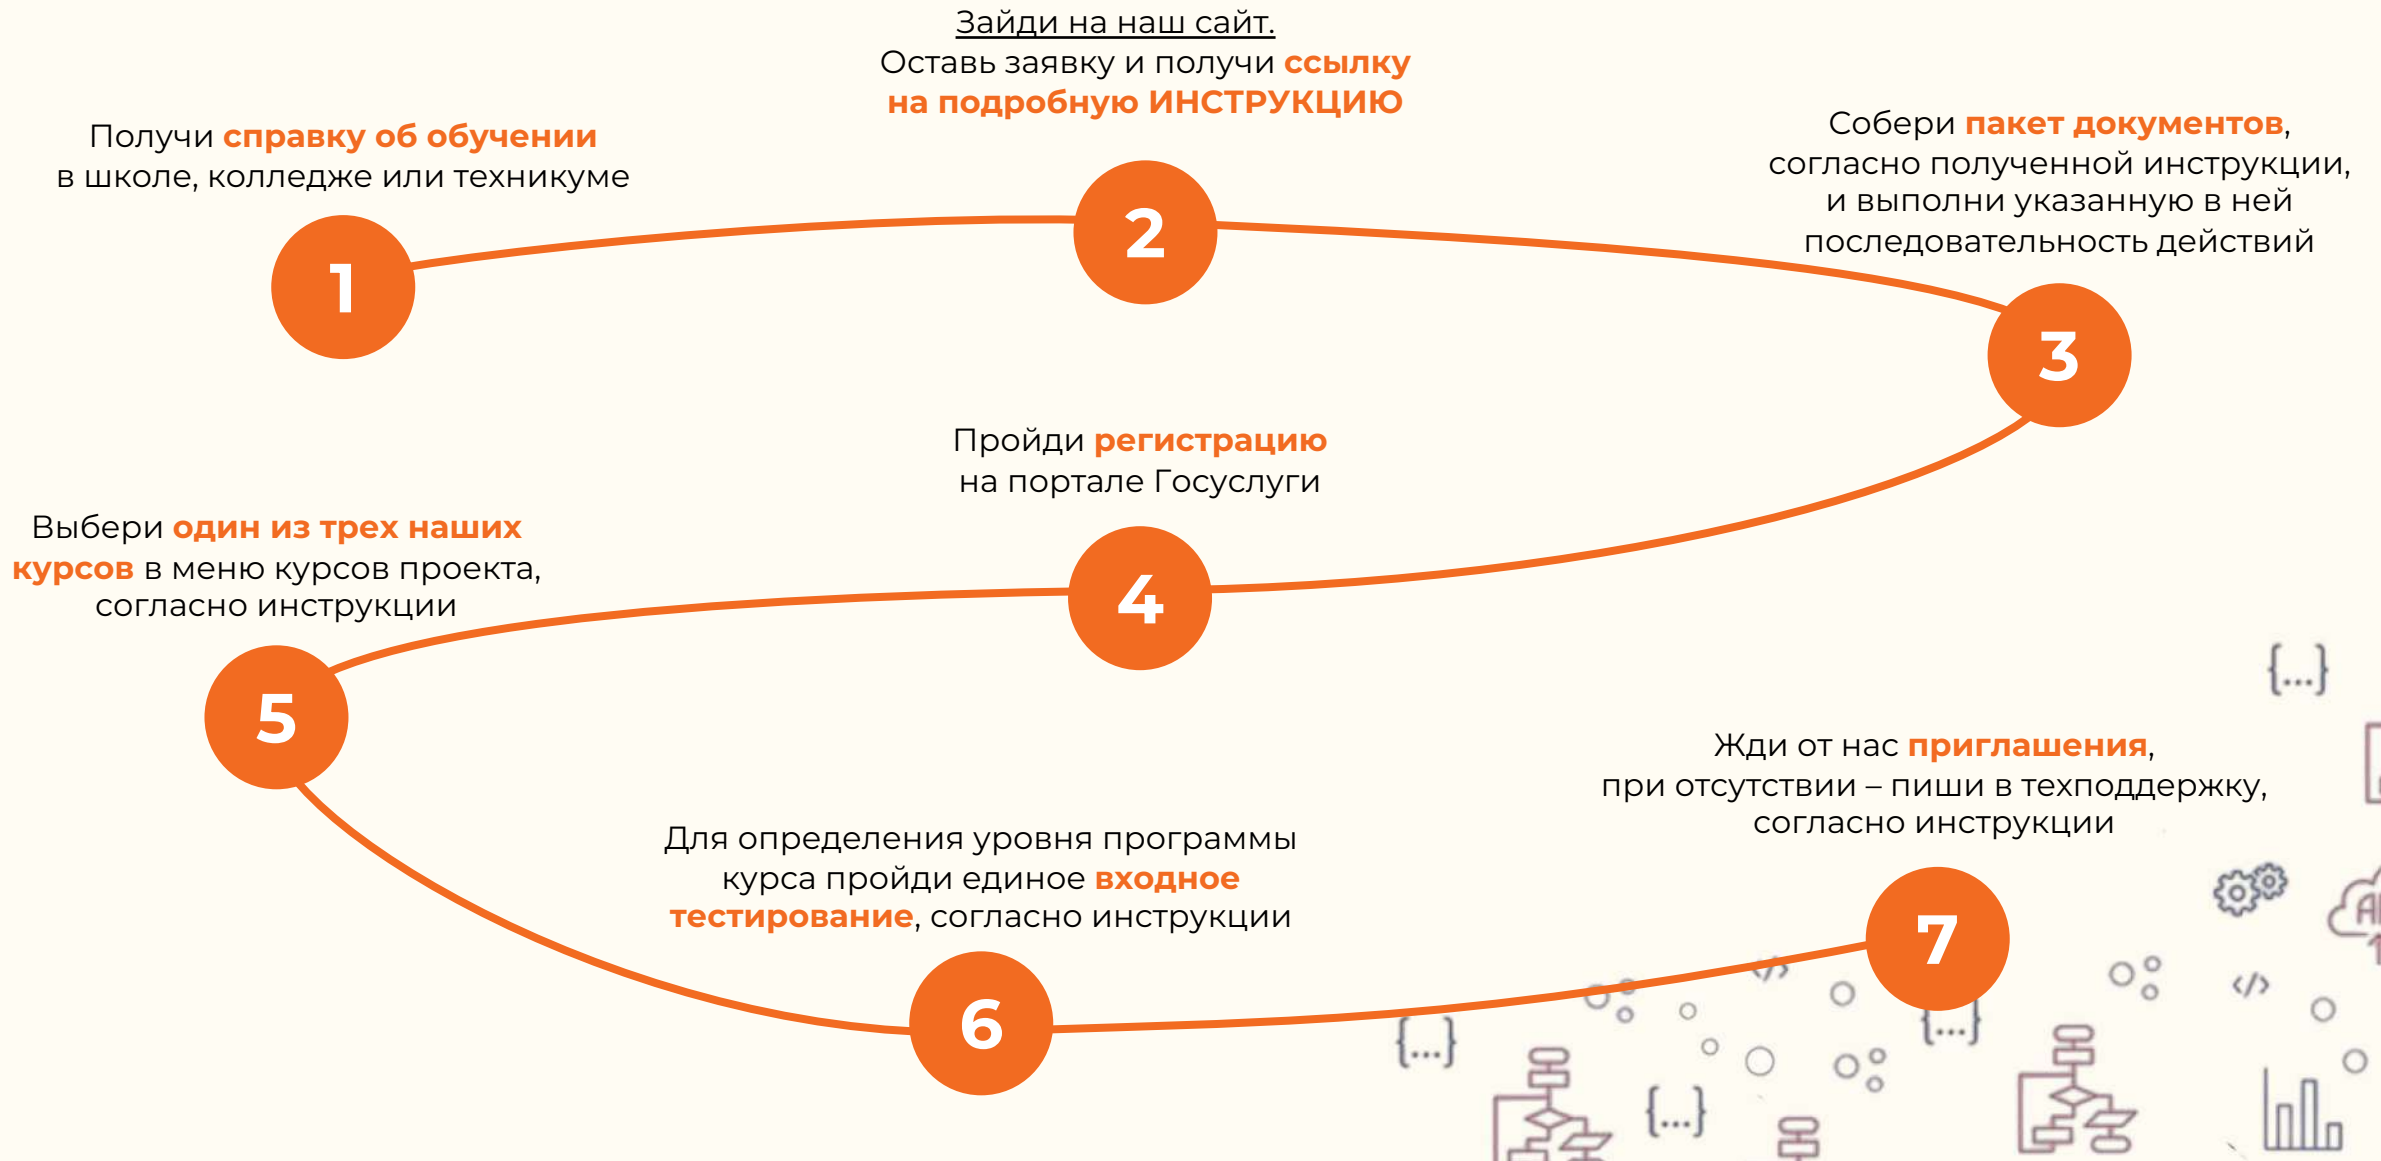 Получи справку об обучении
в школе, колледже или техникуме
1
Зайди на наш сайт.
Оставь заявку и получи ссылку
на подробную ИНСТРУКЦИЮ
2
Собери пакет документов,
согласно полученной инструкции,
и выполни указанную в ней
последовательность действий
3
Пройди регистрацию
на портале Госуслуги
4
Выбери один из трех наших
курсов в меню курсов проекта,
согласно инструкции
5
Для определения уровня программы
курса пройди единое входное
тестирование, согласно инструкции
6
Жди от нас приглашения,
при отсутствии – пиши в техподдержку,
согласно инструкции
7
{...}
</>
</>
{...}
{...}
{...}